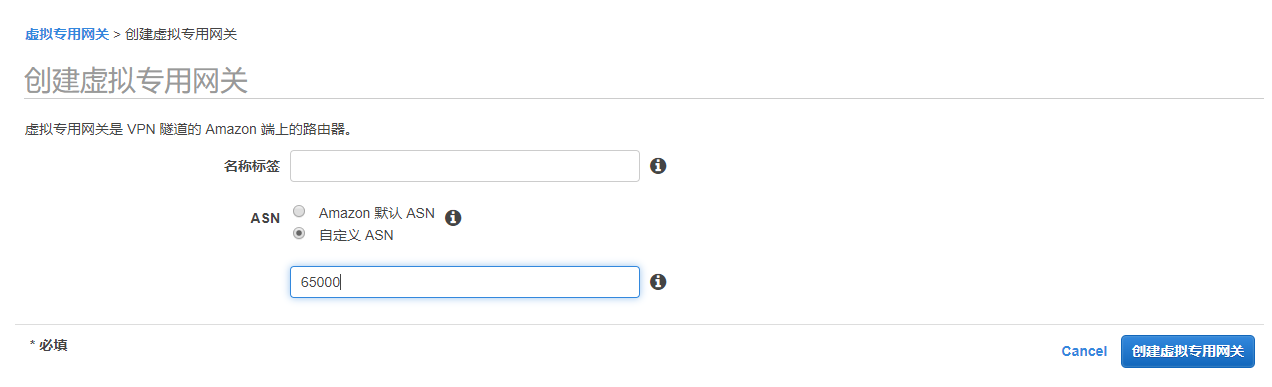 虚拟专用网关 > 创建虚拟专用网关
创建虚拟专用网关
虚拟专用网关是 VPN 隧道的 Amazon 端上的路由器。
名称标签
ASN
Amazon 默认 ASN
自定义 ASN
65000
* 必填
Cancel
创建虚拟专用网关